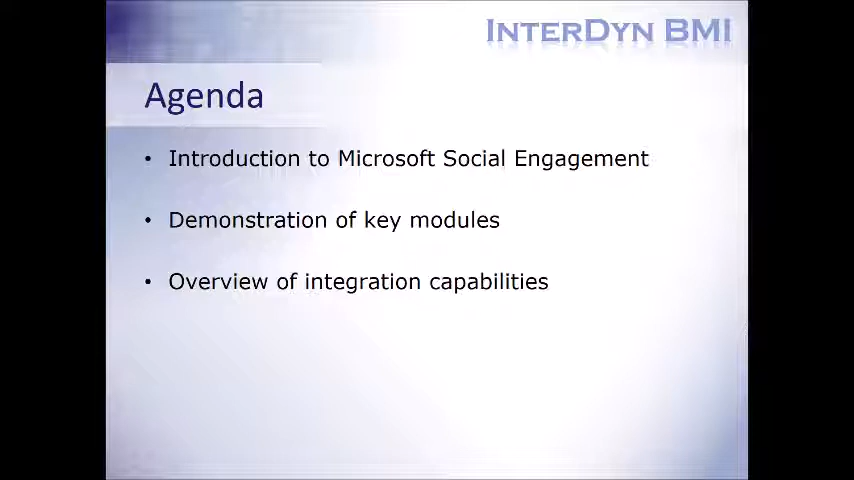 INTERDYN BMI
Agenda
• Introduction to Microsoft Social Engagement
• Demonstration of key modules
• Overview of integration capabilities